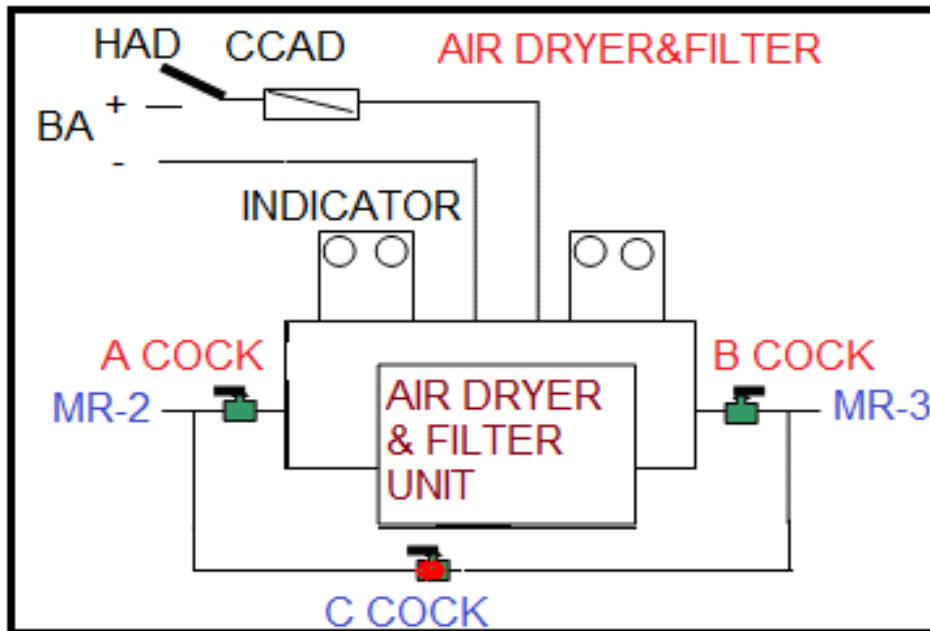 HAD CCAD AIR DRYER&FILTER
BA + -
INDICATOR
A COCK
B COCK
MR-2
MR-3
AIR DRYER
& FILTER
UNIT
C COCK